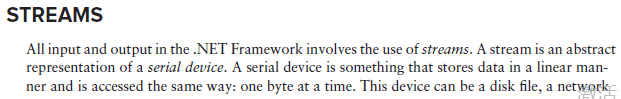 STREAMS
All input and output in the .NET Framework involves the use of streams. A stream is an abstract
representation of a serial device. A serial device is something that stores data in a linear man-
ner and is accessed the same way: one byte at a time. This device can be a disk file, a network